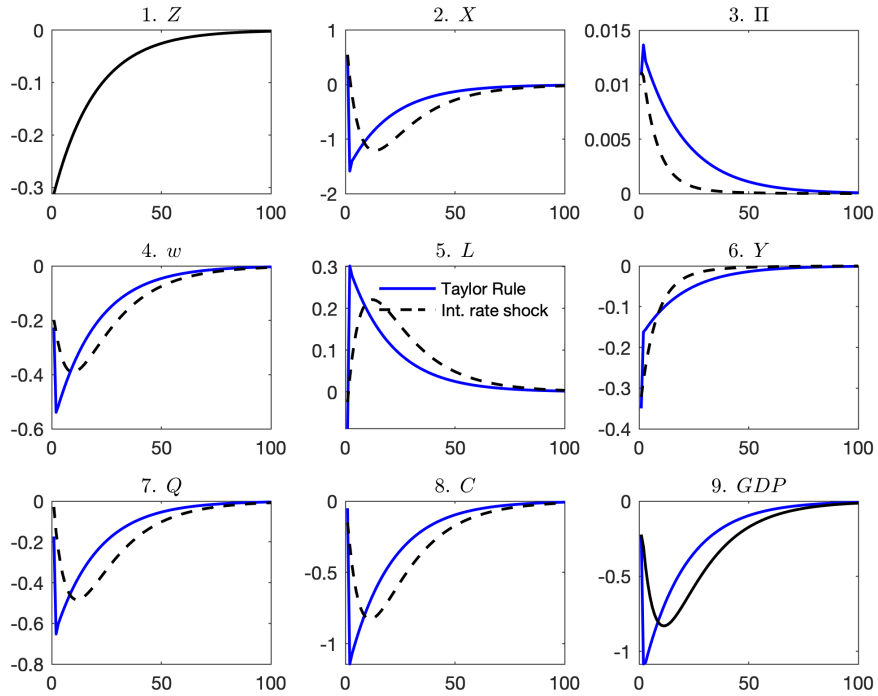 1. Z
0
-0.1
-0.2
-0.3
0 50 100
2. X
1
0
-1
-2
0 50 100
3. Π
0.015
0.01
0.005
0
0 50 100
4. w
0
-0.2
-0.4
-0.6
0 50 100
5. L
0.3
0.2
0.1
0
Taylor Rule
Int. rate shock
0 50 100
6. Y
0
-0.1
-0.2
-0.3
-0.4
0 50 100
7. Q
0
-0.2
-0.4
-0.6
-0.8
0 50 100
8. C
0
-0.5
-1
0 50 100
9. GDP
0
-0.5
-1
0 50 100